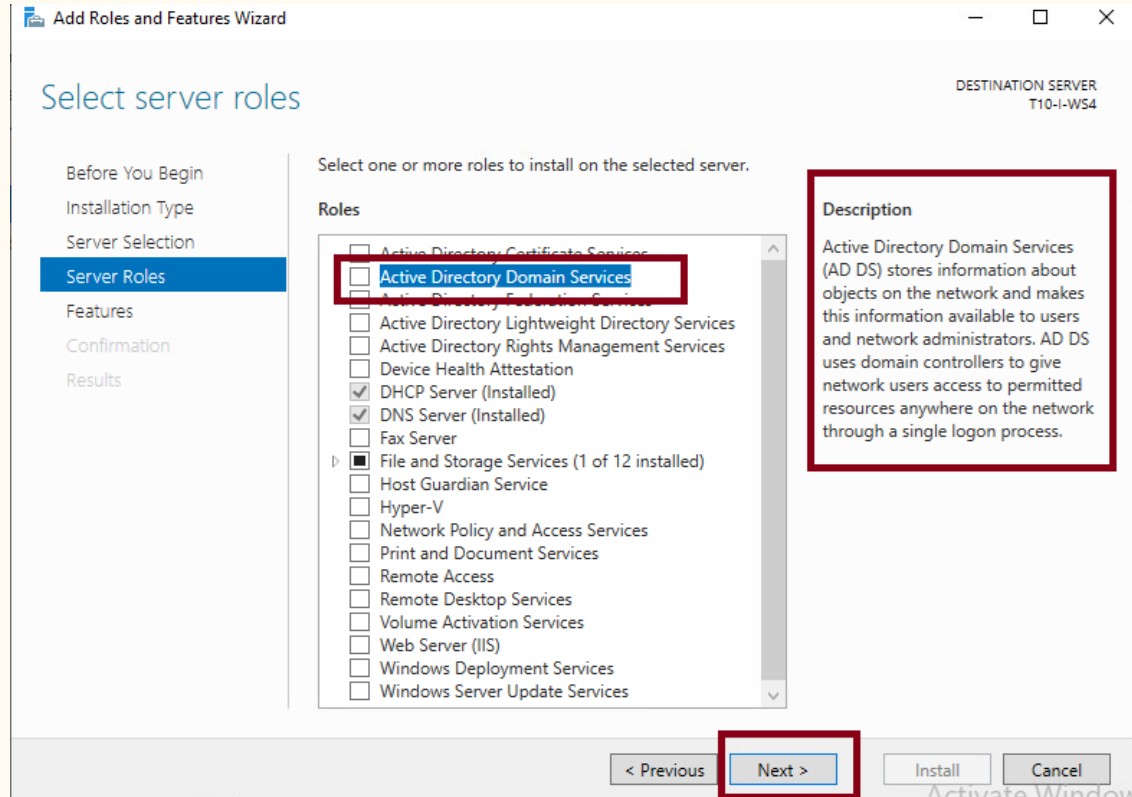 Add Roles and Features Wizard
Select server roles
DESTINATION SERVER
T10-I-WS4
Before You Begin
Installation Type
Server Selection
Server Roles
Features
Confirmation
Results
Select one or more roles to install on the selected server.
Roles
Active Directory Certificate Services
Active Directory Domain Services
Active Directory Federation Services
Active Directory Lightweight Directory Services
Active Directory Rights Management Services
Device Health Attestation
DHCP Server (Installed)
DNS Server (Installed)
Fax Server
File and Storage Services (1 of 12 installed)
Host Guardian Service
Hyper-V
Network Policy and Access Services
Print and Document Services
Remote Access
Remote Desktop Services
Volume Activation Services
Web Server (IIS)
Windows Deployment Services
Windows Server Update Services
Description
Active Directory Domain Services
(AD DS) stores information about
objects on the network and makes
this information available to users
and network administrators. AD DS
uses domain controllers to give
network users access to permitted
resources anywhere on the network
through a single logon process.
< Previous
Next >
Install
Cancel
Activate Window